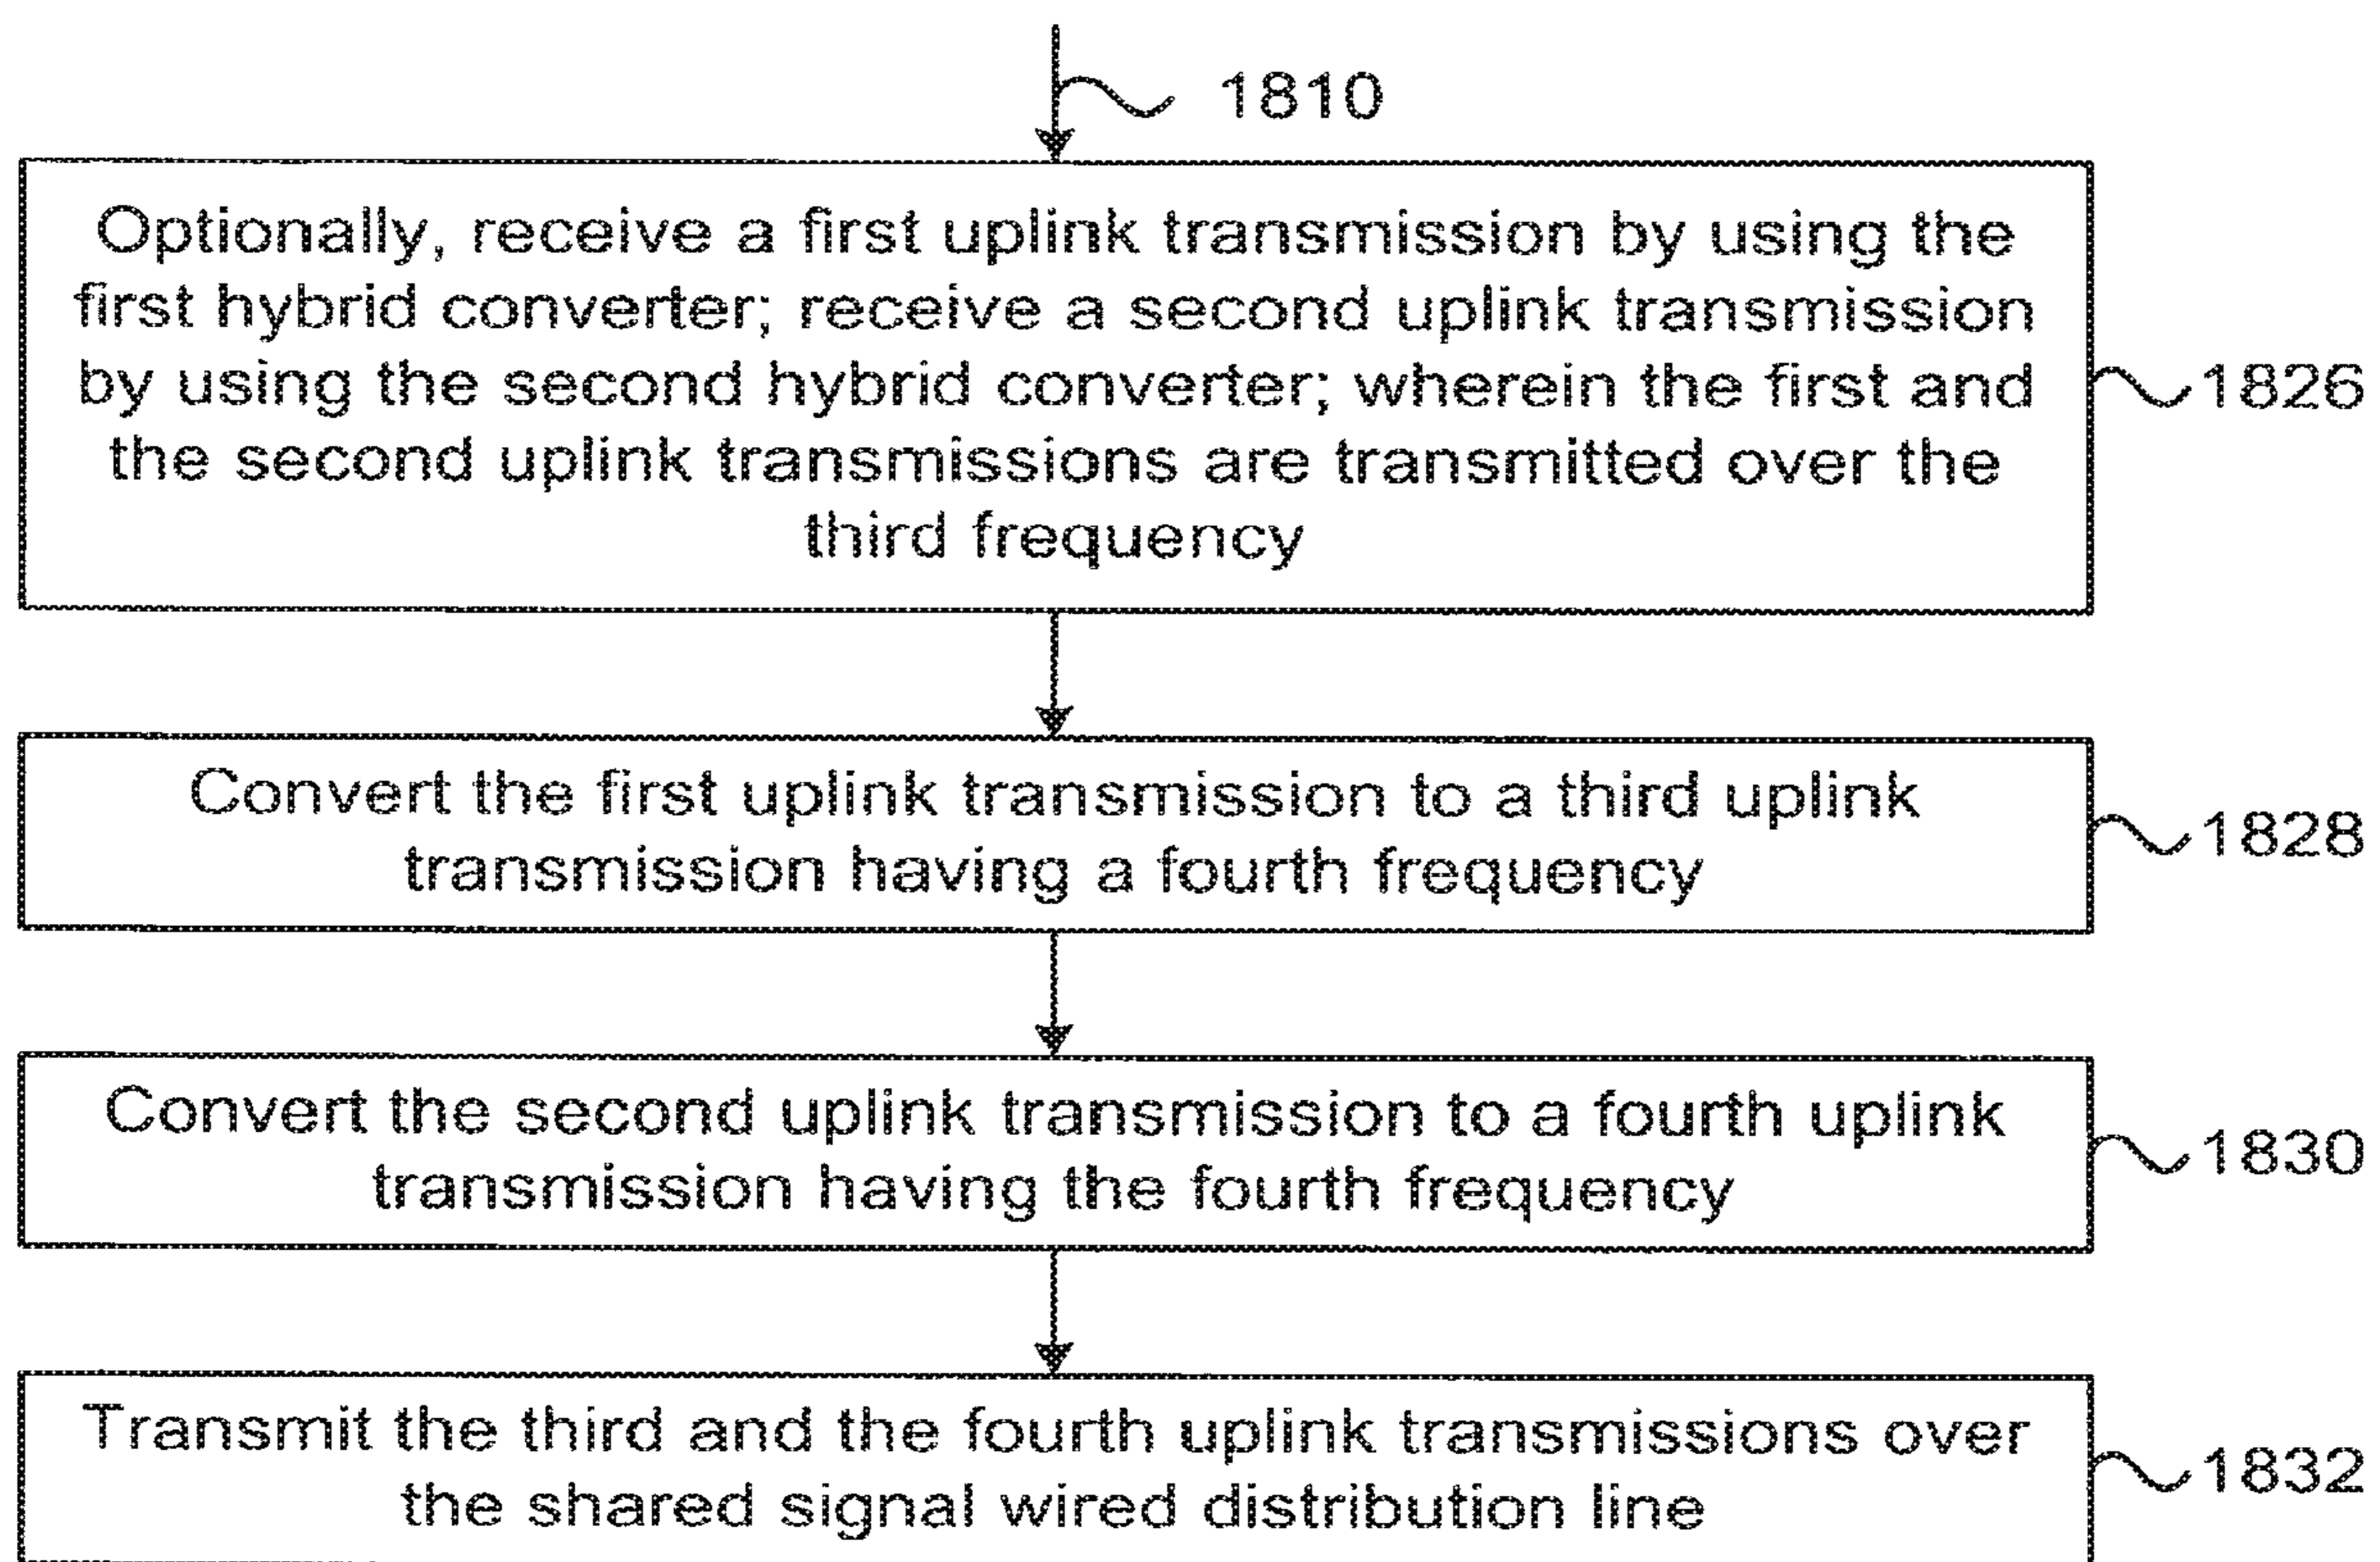 1810
Optionally, receive a first uplink transmission by using the
first hybrid converter; receive a second uplink transmission
by using the second hybrid converter; wherein the first and
the second uplink transmissions are transmitted over the
third frequency
1826
Convert the first uplink transmission to a third uplink
transmission having a fourth frequency
1828
Convert the second uplink transmission to a fourth uplink
transmission having the fourth frequency
1830
Transmit the third and the fourth uplink transmissions over
the shared signal wired distribution line
1832